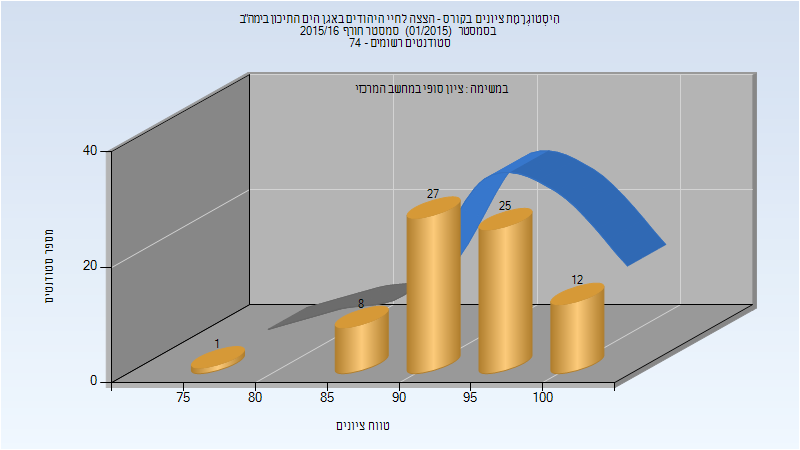 היסטוגרמת ציונים בקורס - הצצה לחיי היהודים באגן הים התיכון בימה"ב
בסמסטר (01/2015) סמסטר חורף 2015/16
סטודנטים רשומים - 74
במשימה : ציון סופי במחשב המרכזי
40
20
0
מספר סטודנטים
1
8
27
25
12
75
80
85
90
95
100
טווח ציונים